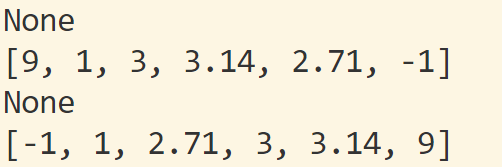 None
[9, 1, 3, 3.14, 2.71, -1]
None
[-1, 1, 2.71, 3, 3.14, 9]